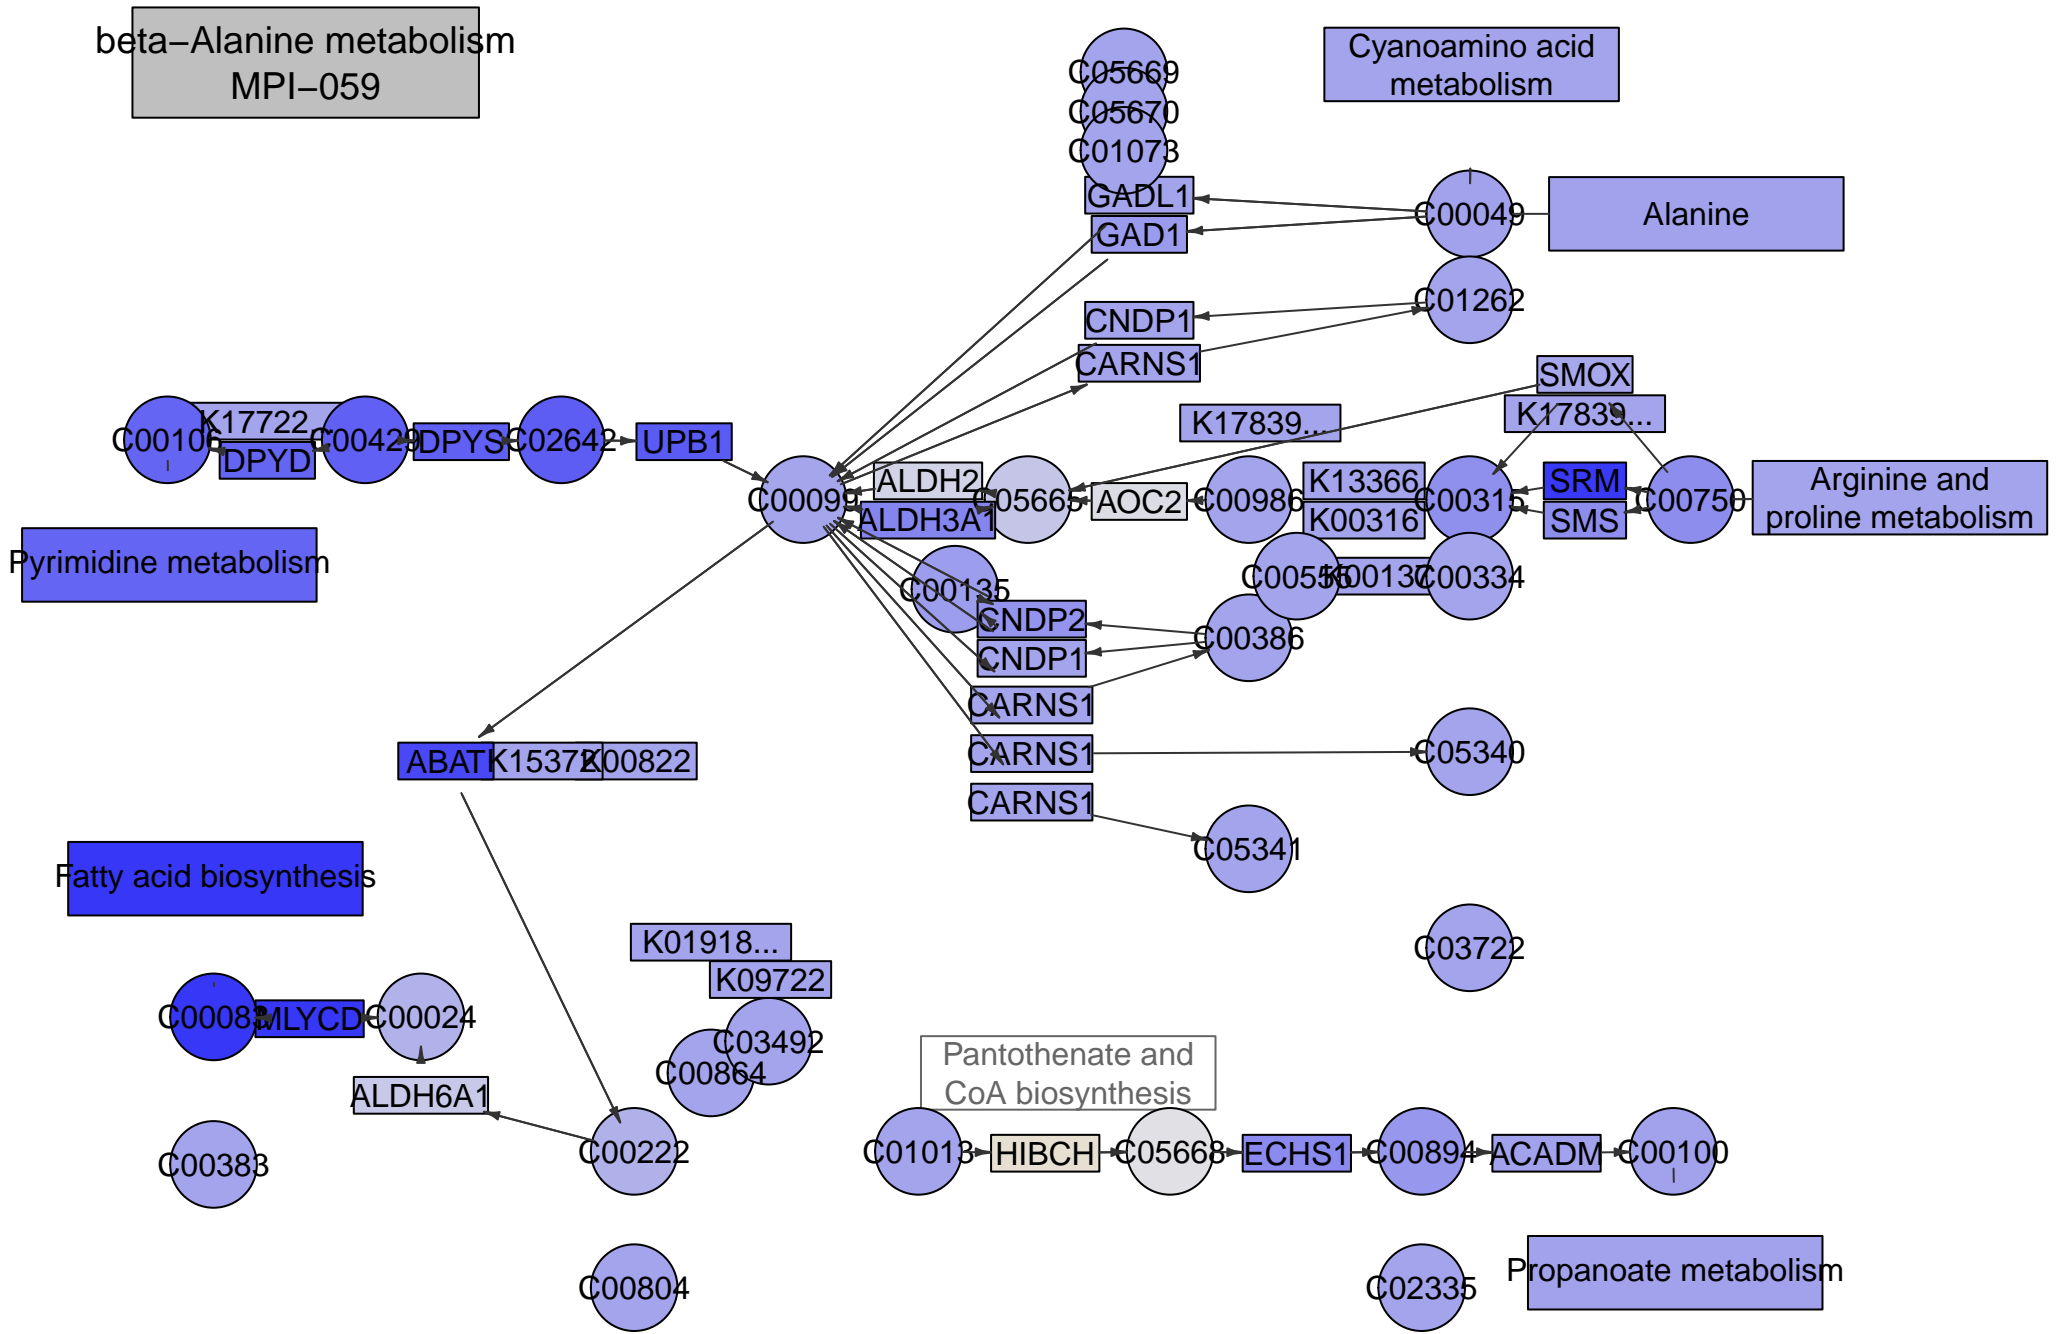 beta−Alanine metabolism
MPI−059
C05669
C05670
C01073
Cyanoamino acid
metabolism
GADL1
GAD1
C00049
Alanine
CNDP1
C01262
CARNS1
SMOX
K17839...
K17839...
C00106
K17722...
DPYD
C00429
DPYS
C02642
UPB1
C00099
ALDH2
ALDH3A1
C05665
AOC2
C00986
K13366
K00316
C00315
SRM
SMS
C00750
Arginine and
proline metabolism
Pyrimidine metabolism
C00135
C00555
K00137
C00334
CNDP2
CNDP1
C00386
CARNS1
CARNS1
CARNS1
C05340
C05341
ABAT
K15372
K00822
Fatty acid biosynthesis
K01918...
K09722
C03722
C00083
MLYCD
C00024
C03492
C00864
Pantothenate and
CoA biosynthesis
ALDH6A1
C00383
C00222
C01013
HIBCH
C05668
ECHS1
C00894
ACADM
C00100
C00804
C02335
Propanoate metabolism